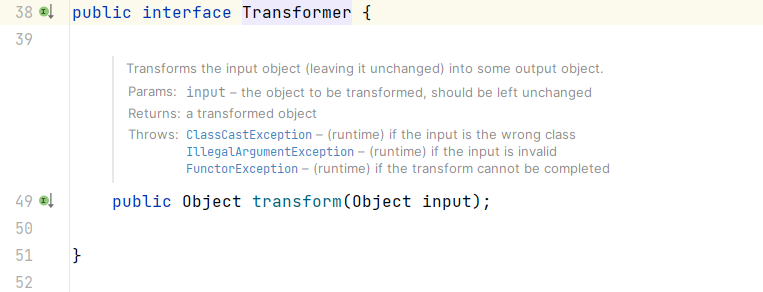 38 public interface Transformer {
39
Transforms the input object (leaving it unchanged) into some output object.
Params: input – the object to be transformed, should be left unchanged
Returns: a transformed object
Throws: ClassCastException – (runtime) if the input is the wrong class
IllegalArgumentException – (runtime) if the input is invalid
FunctorException – (runtime) if the transform cannot be completed
49 public Object transform(Object input);
50
51 }
52